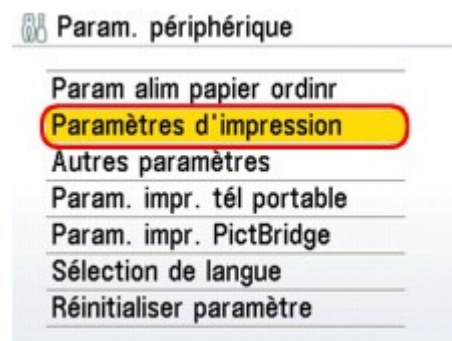 Param. périphérique
Param alim papier ordinr
Paramètres d'impression
Autres paramètres
Param. impr. tél portable
Param. impr. PictBridge
Sélection de langue
Réinitialiser paramètre